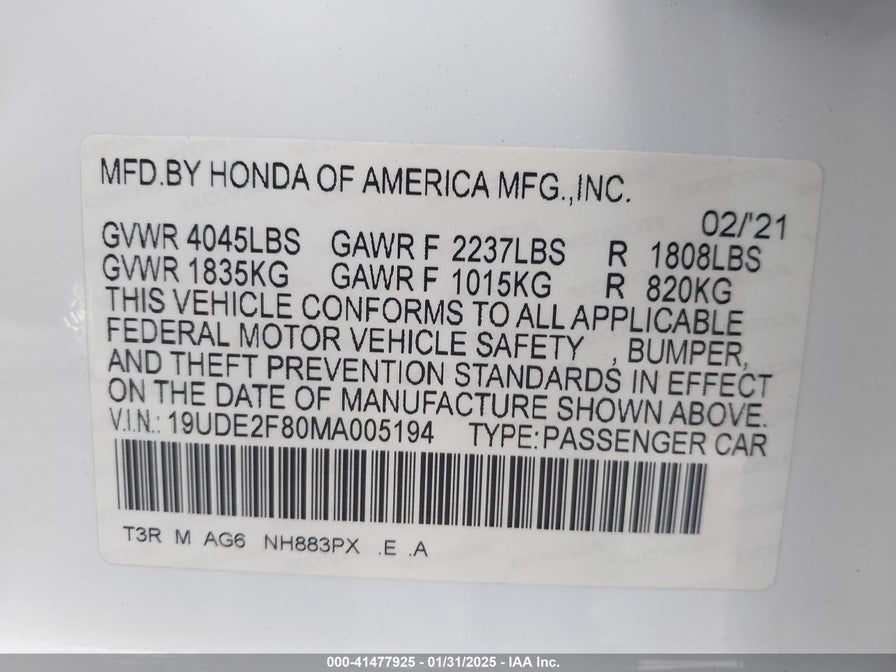 MFD.BY HONDA OF AMERICA MFG.,INC.
02/'21
GVWR 4045LBS GAWR F 2237LBS R 1808LBS
GVWR 1835KG GAWR F 1015KG R 820KG
THIS VEHICLE CONFORMS TO ALL APPLICABLE
FEDERAL MOTOR VEHICLE SAFETY , BUMPER,
AND THEFT PREVENTION STANDARDS IN EFFECT
ON THE DATE OF MANUFACTURE SHOWN ABOVE.
V.I.N.: 19UDE2F80MA005194 TYPE:PASSENGER CAR
T3R M AG6 NH883PX .E .A
000-41477925 - 01/31/2025 - © IAA Inc.